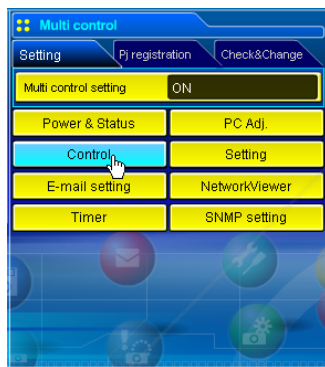 Multi control
Setting Pj registration Check&Change
Multi control setting ON
Power & Status PC Adj.
Control Setting
E-mail setting NetworkViewer
Timer SNMP setting